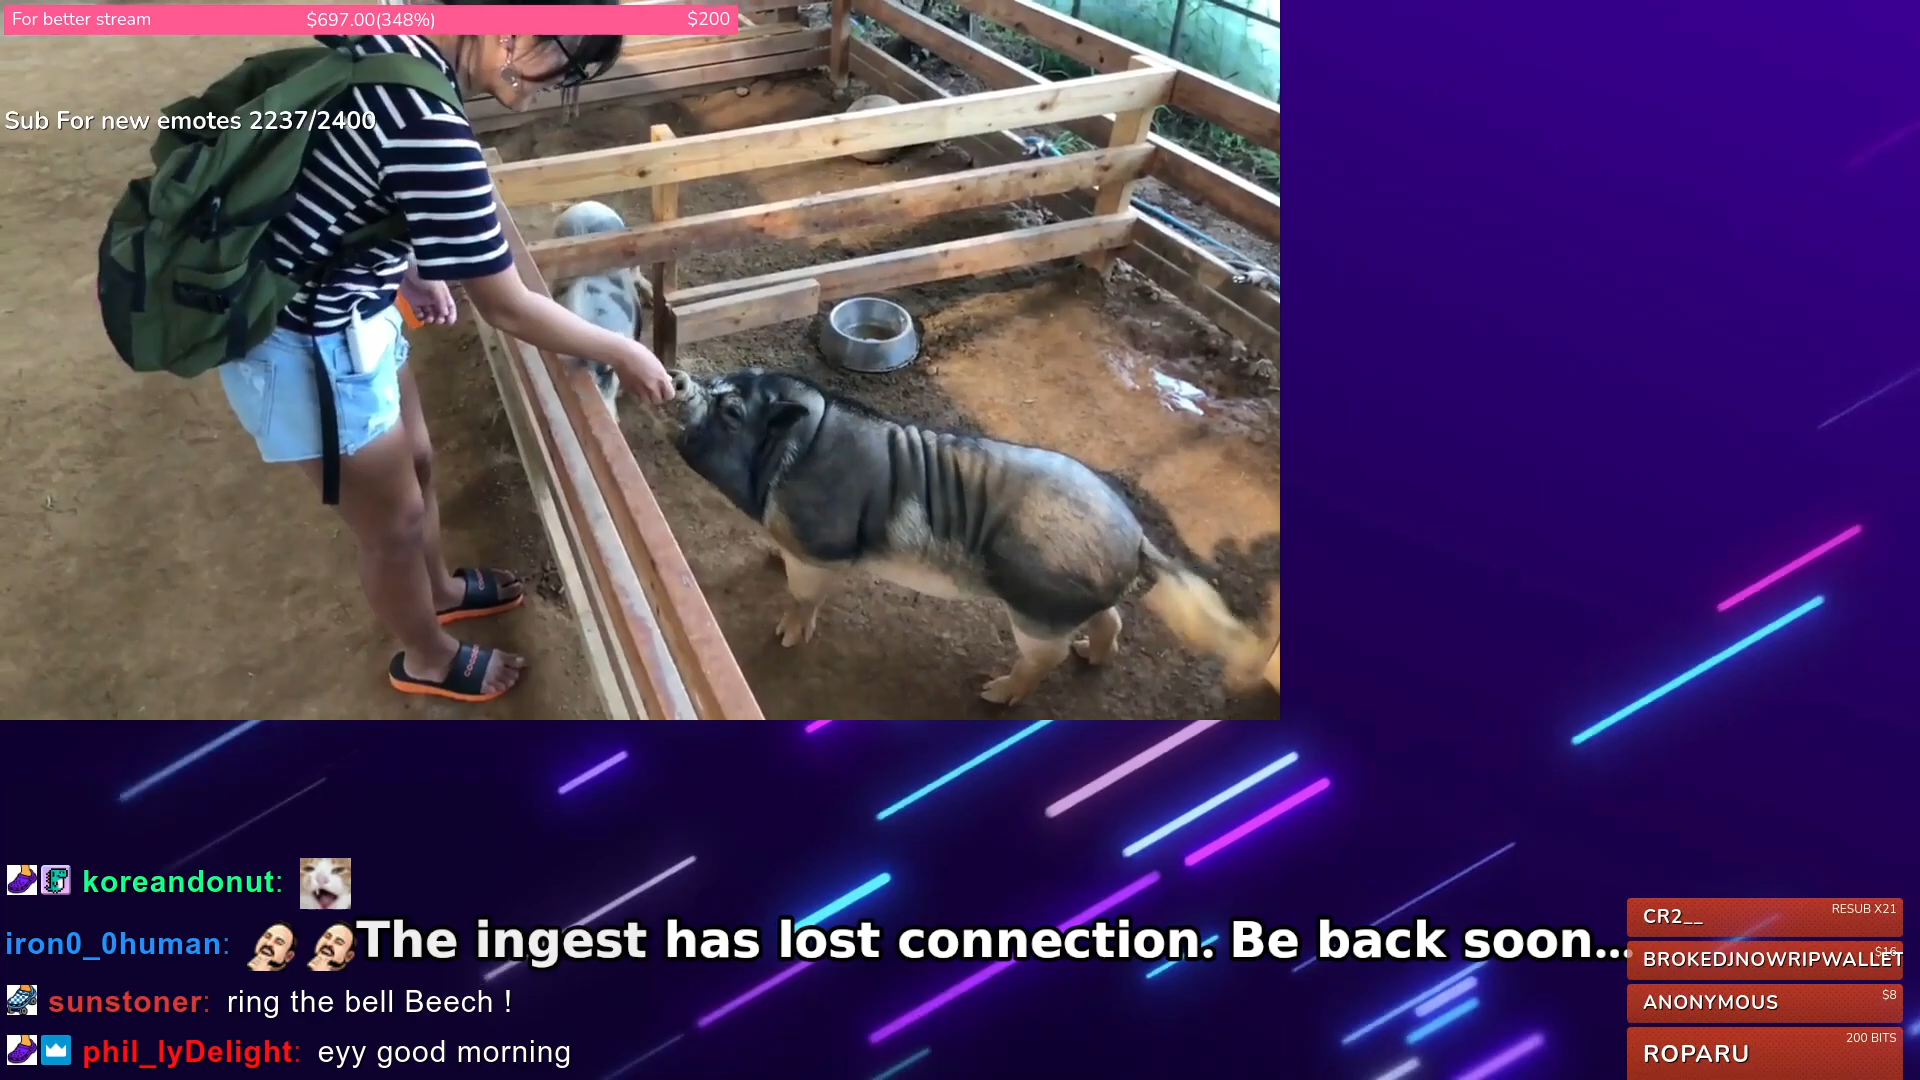 For better stream $697.00(348%) $200
Sub For new emotes 2237/2400
koreandonut:
iron0_0human:
The ingest has lost connection. Be back soon...
sunstoner: ring the bell Beech !
phil_lyDelight: eyy good morning
CR2__ RESUB X21
BROKEDJNOWRIPWALLET $16
ANONYMOUS $8
ROPARU 200 BITS